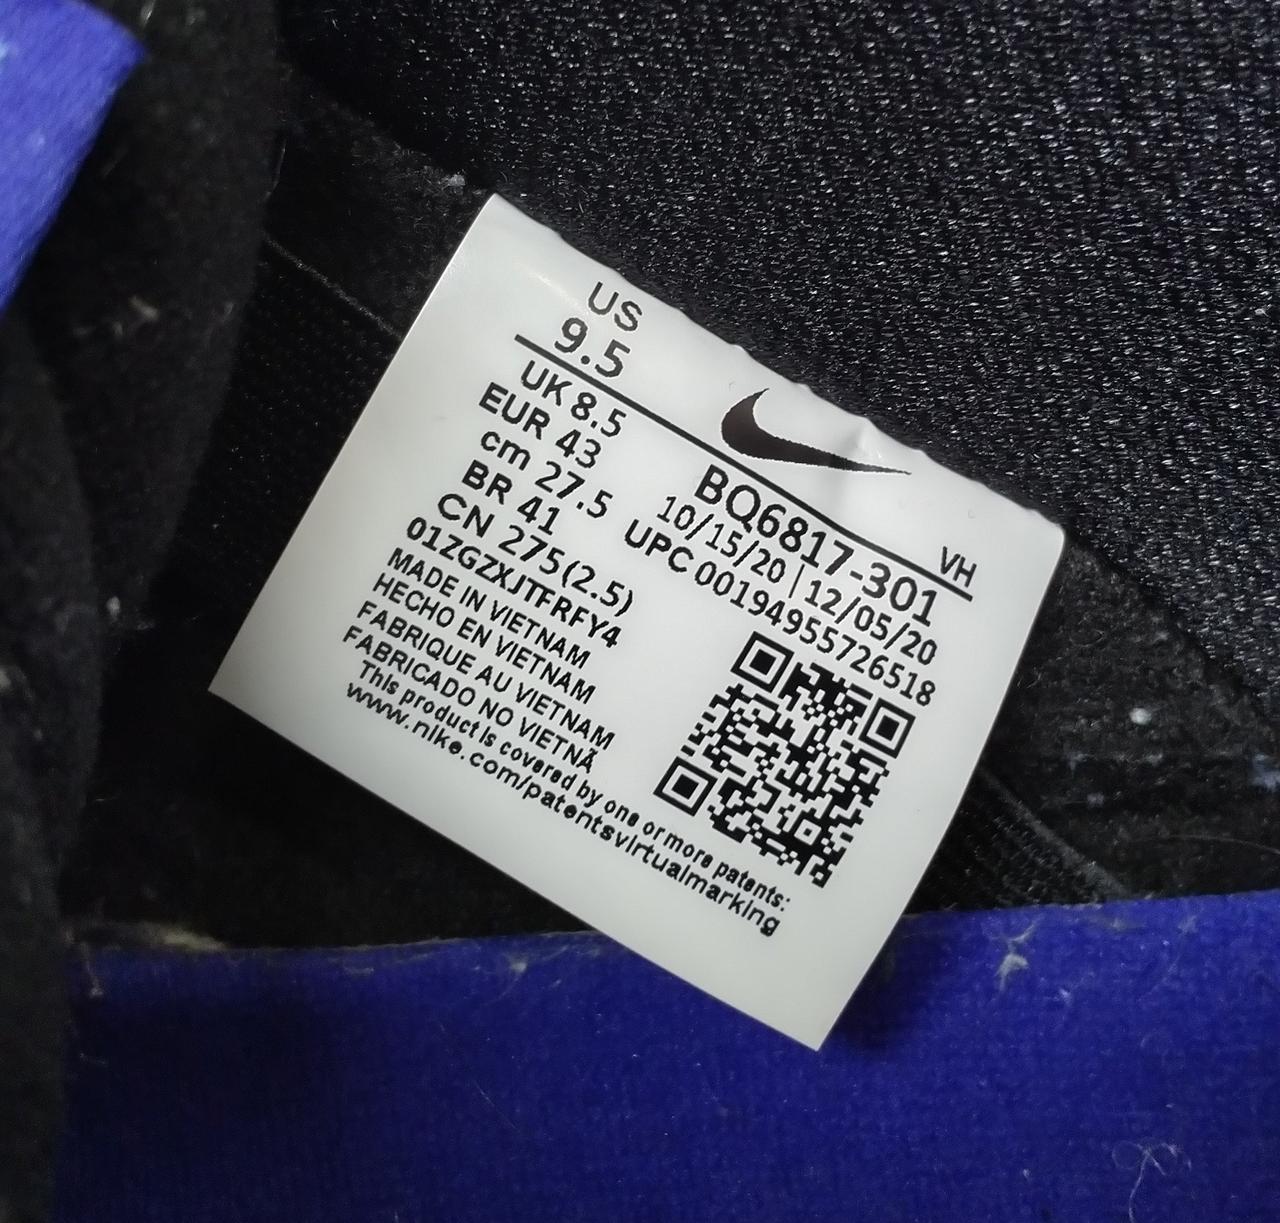 US
9.5
UK 8.5
EUR 43
cm 27.5
BR 41
CN 275(2.5)
01ZGZXJTFRFY4
MADE IN VIETNAM
HECHO EN VIETNAM
FABRIQUE AU VIETNAM
FABRICADO NO VIETNÃ
This product is covered by one or more patents:
www.nike.com/patentsvirtualmarking
VH
BQ6817-301
10/15/20 | 12/05/20
UPC 00194955726518